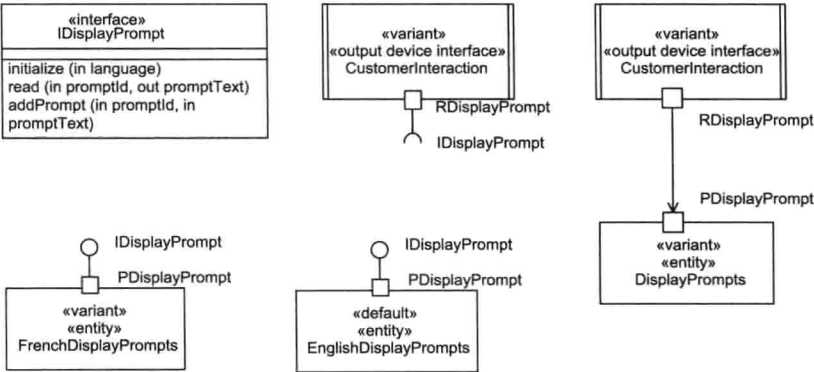 «interface»
IDisplayPrompt
initialize (in language)
read (in promptId, out promptText)
addPrompt (in promptId, in
promptText)
«variant»
«output device interface»
CustomerInteraction
RDisplayPrompt
IDisplayPrompt
«variant»
«output device interface»
CustomerInteraction
RDisplayPrompt
PDisplayPrompt
«variant»
«entity»
DisplayPrompts
IDisplayPrompt
PDisplayPrompt
«variant»
«entity»
FrenchDisplayPrompts
IDisplayPrompt
PDisplayPrompt
«default»
«entity»
EnglishDisplayPrompts